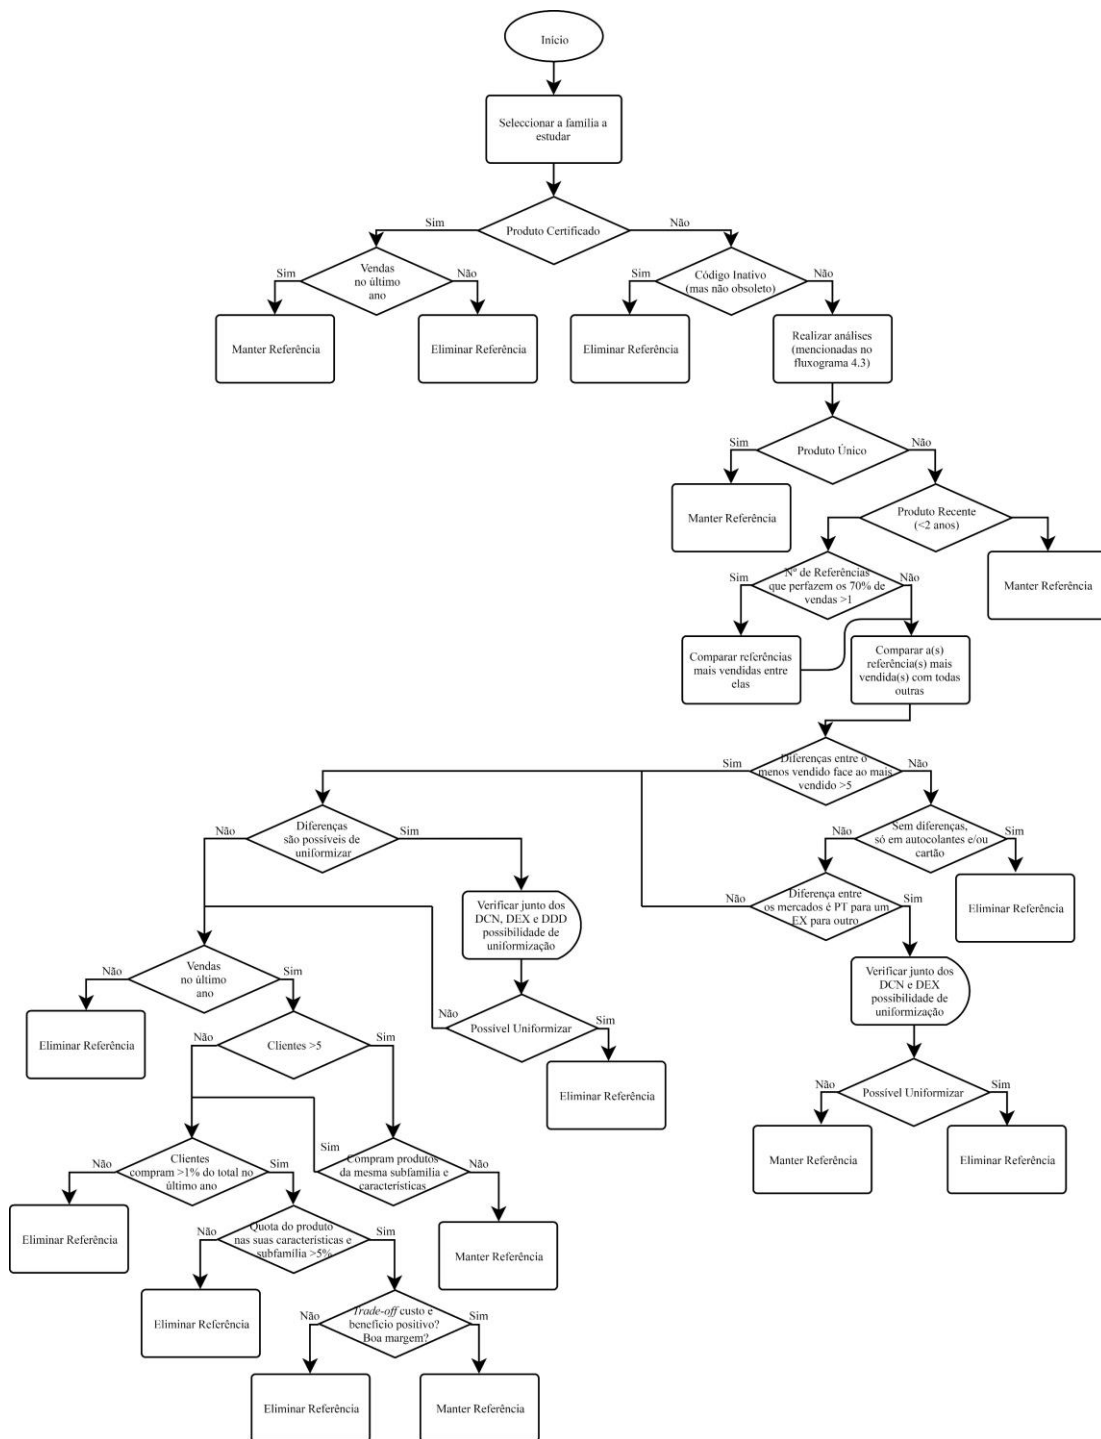 Início
Seleccionar a família a
estudar
Sim
Produto Certificado
Não
Sim
Vendas
no último
ano
Não
Sim
Código Inativo
(mas não obsoleto)
Não
Manter Referência
Eliminar Referência
Eliminar Referência
Realizar análises
(mencionadas no
fluxograma 4.3)
Sim
Produto Único
Não
Manter Referência
Produto Recente
(<2 anos)
Sim
Nº de Referências
que perfazem os 70% de
vendas >1
Não
Manter Referência
Comparar referências
mais vendidas entre
elas
Comparar a(s)
referência(s) mais
vendida(s) com todas
outras
Sim
Diferenças entre o
menos vendido face ao mais
vendido >5
Não
Não
Diferenças
são possíveis de
uniformizar
Sim
Não
Sem diferenças,
só em autocolantes e/ou
cartão
Sim
Verificar junto dos
DCN, DEX e DDD
possibilidade de
uniformização
Não
Diferença entre
os mercados é PT para um
EX para outro
Sim
Eliminar Referência
Não
Vendas
no último
ano
Sim
Verificar junto dos
DCN e DEX
possibilidade de
uniformização
Eliminar Referência
Não
Clientes >5
Sim
Não
Possível Uniformizar
Sim
Eliminar Referência
Não
Possível Uniformizar
Sim
Manter Referência
Eliminar Referência
Não
Clientes
compram >1% do total no
último ano
Sim
Sim
Compram produtos
da mesma subfamilia e
características
Não
Eliminar Referência
Não
Quota do produto
nas suas características e
subfamília >5%
Sim
Manter Referência
Eliminar Referência
Não
Trade-off custo e
benefício positivo?
Boa margem?
Sim
Eliminar Referência
Manter Referência